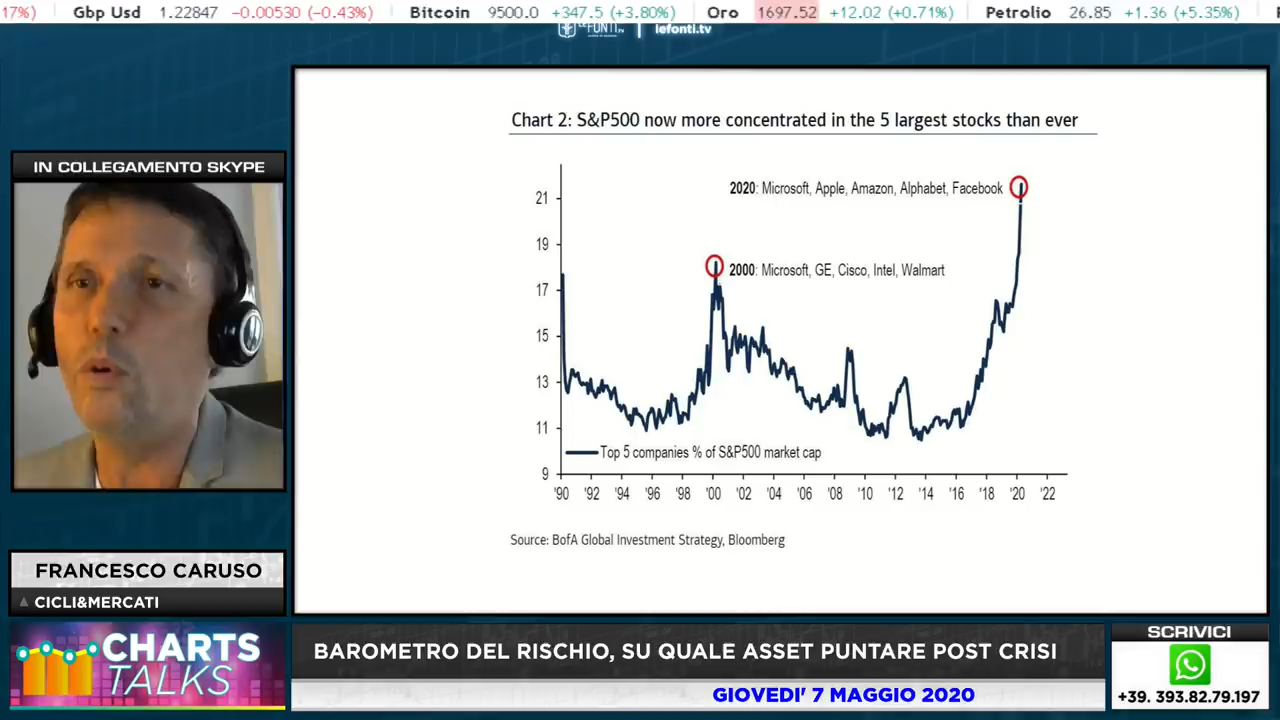 17%) Gbp Usd 1.22847 -0.00530 (-0.43%) Bitcoin 9500.0 +347.5 (+3.80%) Oro 1697.52 +12.02 (+0.71%) Petrolio 26.85 +1.36 (+5.35%)
LE FONTI TV lefonti.tv
IN COLLEGAMENTO SKYPE
Chart 2: S&P500 now more concentrated in the 5 largest stocks than ever
2020: Microsoft, Apple, Amazon, Alphabet, Facebook
2000: Microsoft, GE, Cisco, Intel, Walmart
21
19
17
15
13
11
9
Top 5 companies % of S&P500 market cap
'90 '92 '94 '96 '98 '00 '02 '04 '06 '08 '10 '12 '14 '16 '18 '20 '22
Source: BofA Global Investment Strategy, Bloomberg
FRANCESCO CARUSO
CICLI&MERCATI
CHARTS
TALKS
BAROMETRO DEL RISCHIO, SU QUALE ASSET PUNTARE POST CRISI
GIOVEDI' 7 MAGGIO 2020
SCRIVICI
+39. 393.82.79.197